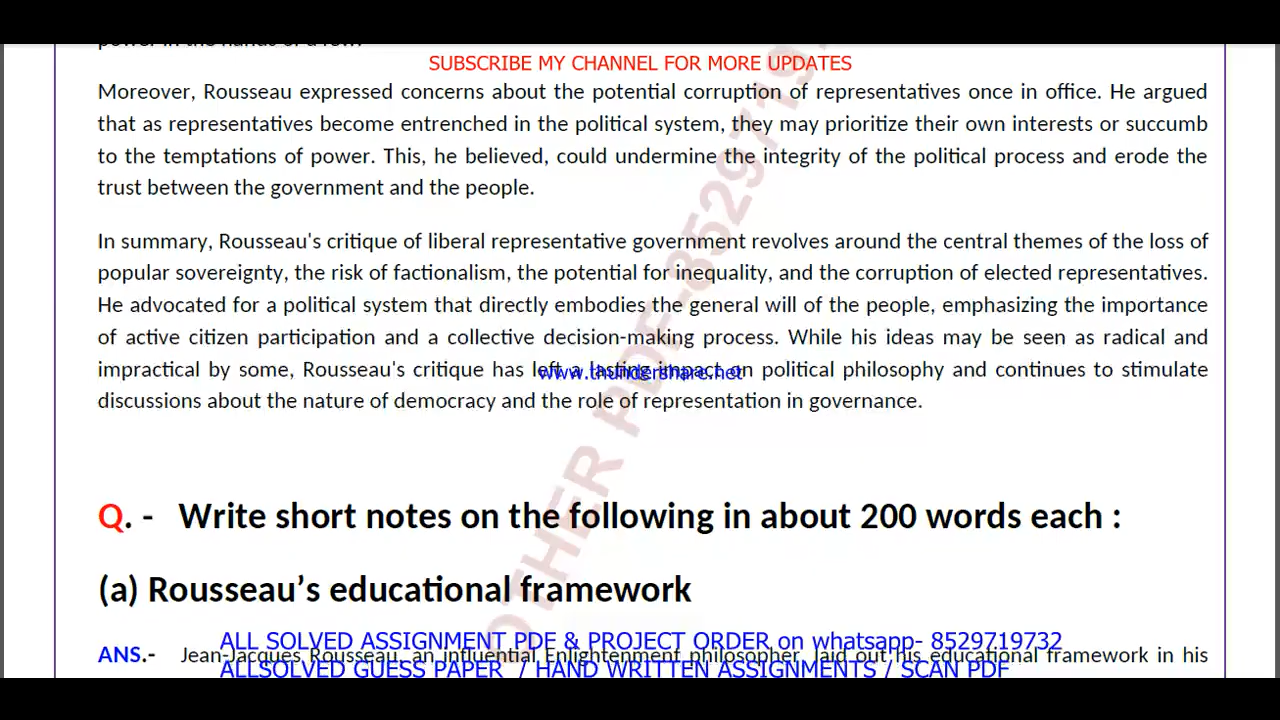 SUBSCRIBE MY CHANNEL FOR MORE UPDATES
Moreover, Rousseau expressed concerns about the potential corruption of representatives once in office. He argued
that as representatives become entrenched in the political system, they may prioritize their own interests or succumb
to the temptations of power. This, he believed, could undermine the integrity of the political process and erode the
trust between the government and the people.
In summary, Rousseau's critique of liberal representative government revolves around the central themes of the loss of
popular sovereignty, the risk of factionalism, the potential for inequality, and the corruption of elected representatives.
He advocated for a political system that directly embodies the general will of the people, emphasizing the importance
of active citizen participation and a collective decision-making process. While his ideas may be seen as radical and
impractical by some, Rousseau's critique has left a lasting impact on political philosophy and continues to stimulate
www.thundershare.net
discussions about the nature of democracy and the role of representation in governance.
Q. - Write short notes on the following in about 200 words each :
(a) Rousseau’s educational framework
ALL SOLVED ASSIGNMENT PDF & PROJECT ORDER on whatsapp- 8529719732
ANS.- Jean-Jacques Rousseau, an influential Enlightenment philosopher, laid out his educational framework in his
ALLSOLVED GUESS PAPER / HAND WRITTEN ASSIGNMENTS / SCAN PDF
OTHER PDF-8529719